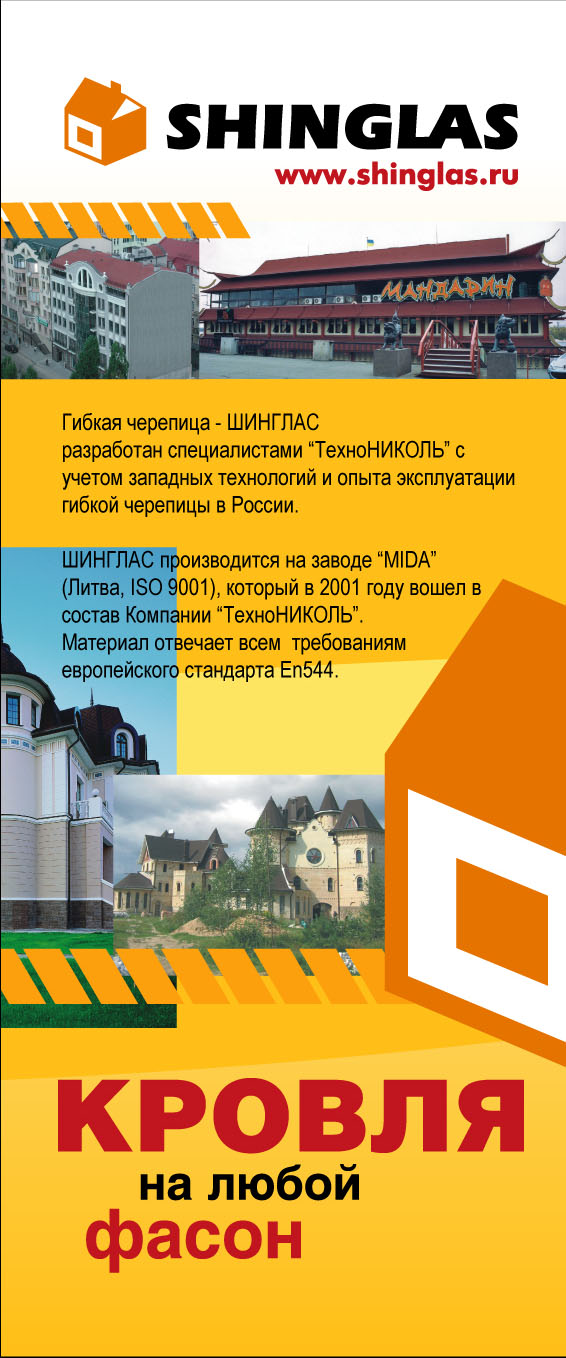 SHINGLAS
www.shinglas.ru
МАНДАРИН
Гибкая черепица - ШИНГЛАС
разработан специалистами “ТехноНИКОЛЬ” с
учетом западных технологий и опыта эксплуатации
гибкой черепицы в России.
ШИНГЛАС производится на заводе “MIDA”
(Литва, ISO 9001), который в 2001 году вошел в
состав Компании “ТехноНИКОЛЬ”.
Материал отвечает всем  требованиям
европейского стандарта En544.
КРОВЛЯ
на любой
фасон